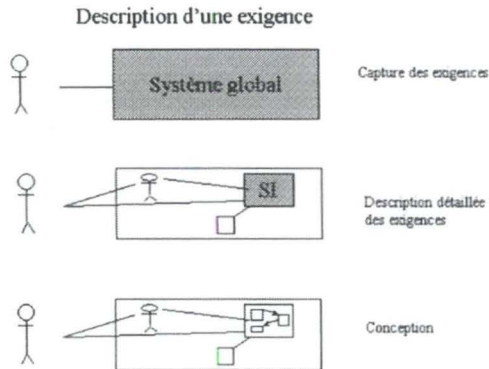 Description d'une exigence
Système global
Capture des exigences
SI
Description détaillée
des exigences
Conception